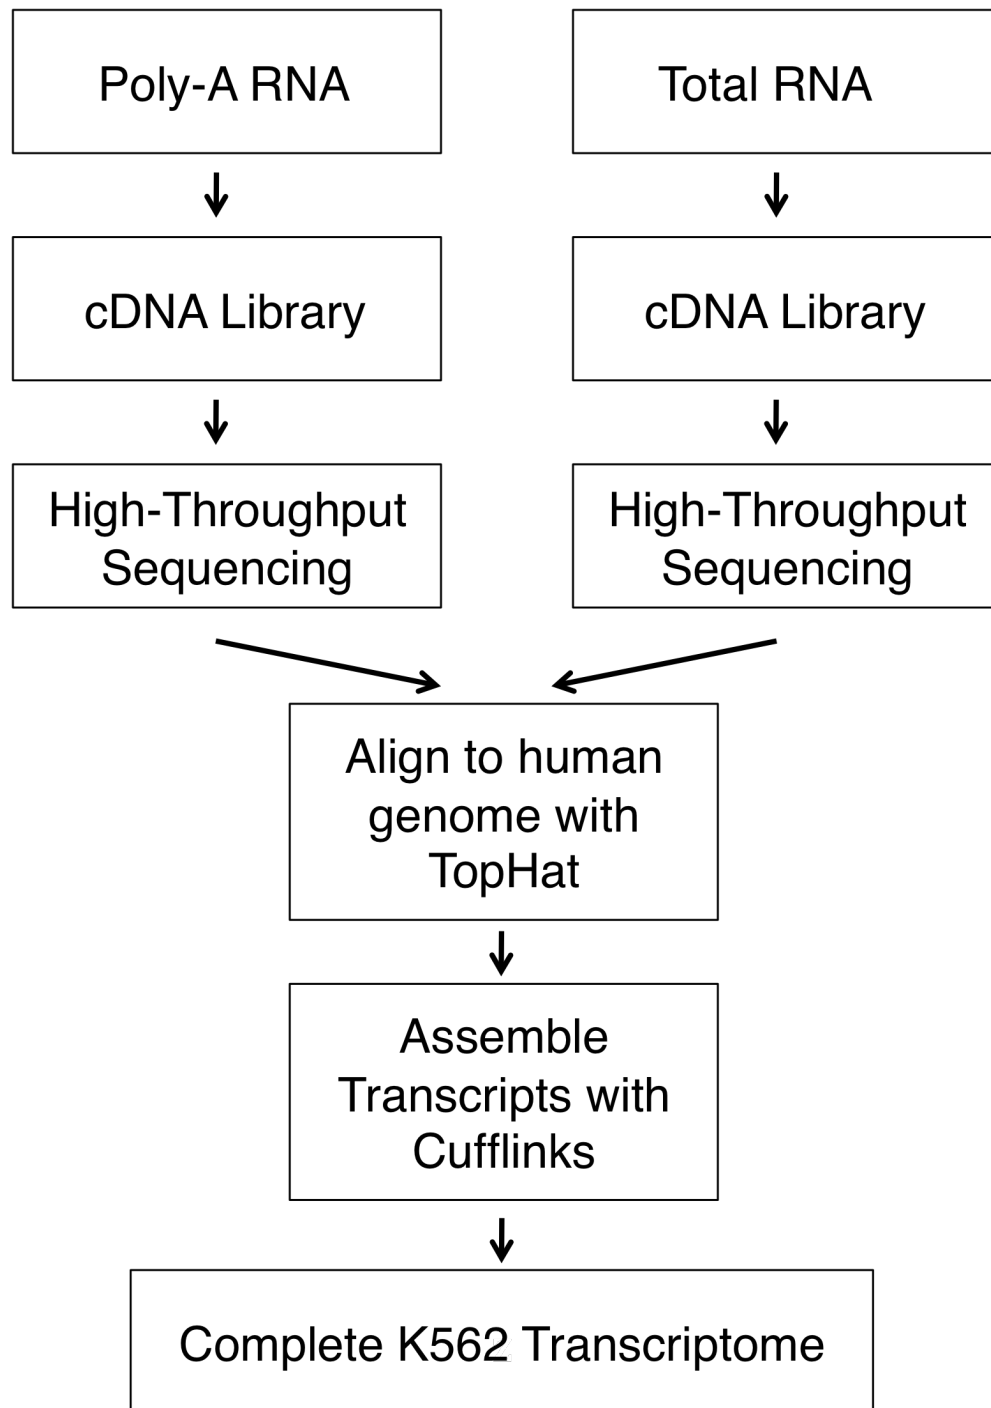 Poly-A RNA
Total RNA
cDNA Library
cDNA Library
High-Throughput
Sequencing
High-Throughput
Sequencing
Align to human
genome with
TopHat
Assemble
Transcripts with
Cufflinks
Complete K562 Transcriptome